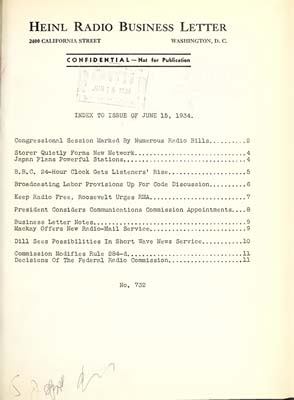 HEINL RADIO BUSINESS LETTER
2400 CALIFORNIA STREET WASHINGTON, D. C.
CONFIDENTIAL—Not for Publication
INDEX TO ISSUE OF JUNE 15, 1934.
Congressional Session Marked By Numerous Radio Bills..........2
Storer Quietly Forms New Network..............................4
Japan Plans Powerful Stations.................................4
B.B.C. 24-Hour Clock Gets Listeners' Rise.....................5
Broadcasting Labor Provisions Up For Code Discussion..........6
Keep Radio Free, Roosevelt Urges RMA..........................7
President Considers Communications Commission Appointments....8
Business Letter Notes.........................................9
Mackay Offers New Radio-Mail Service..........................9
Dill Sees Possibilities In Short Wave News Service...........10
Commission Modifies Rule 284-d...............................11
Decisions Of The Federal Radio Commission....................11
No. 732